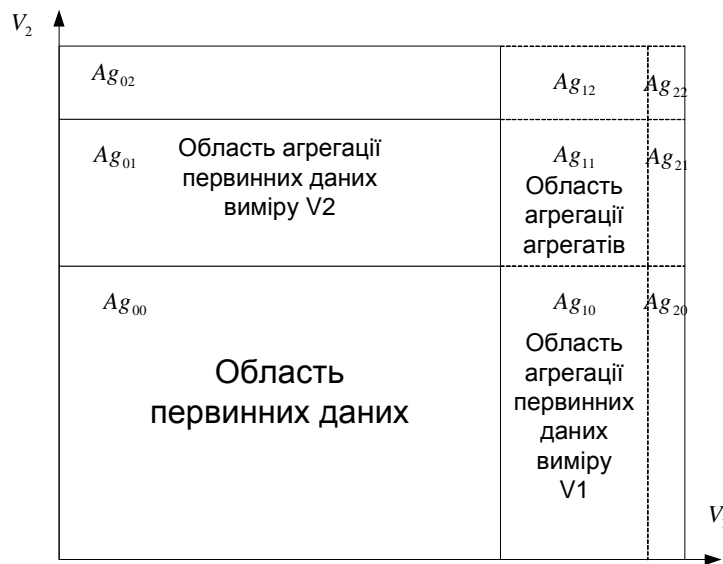 V₂
Ag₀₂ Ag₁₂ Ag₂₂
Ag₀₁ Область агрегації
первинних даних
виміру V2
Ag₁₁ Ag₂₁
Область
агрегації
агрегатів
Ag₀₀ Ag₁₀ Ag₂₀
Область
первинних даних
Область
агрегації
первинних
даних
виміру
V1
V